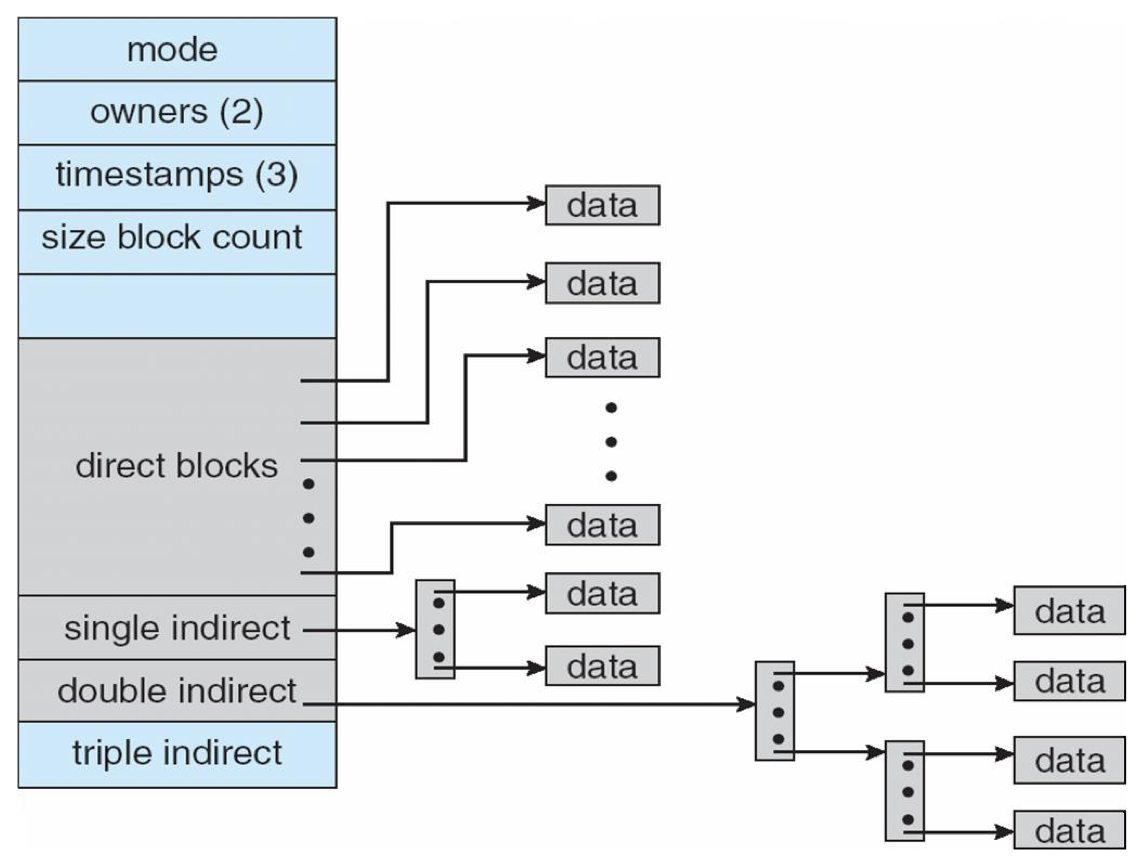 mode
owners (2)
timestamps (3)
size block count
direct blocks
single indirect
double indirect
triple indirect
data
data
data
data
data
data
data
data
data
data